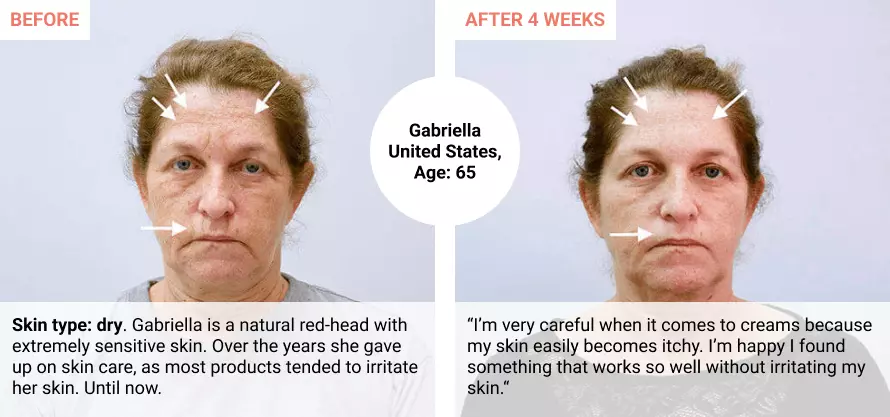 BEFORE
AFTER 4 WEEKS
Gabriella
United States,
Age: 65
Skin type: dry. Gabriella is a natural red-head with
extremely sensitive skin. Over the years she gave
up on skin care, as most products tended to irritate
her skin. Until now.
“I’m very careful when it comes to creams because
my skin easily becomes itchy. I’m happy I found
something that works so well without irritating my
skin.“